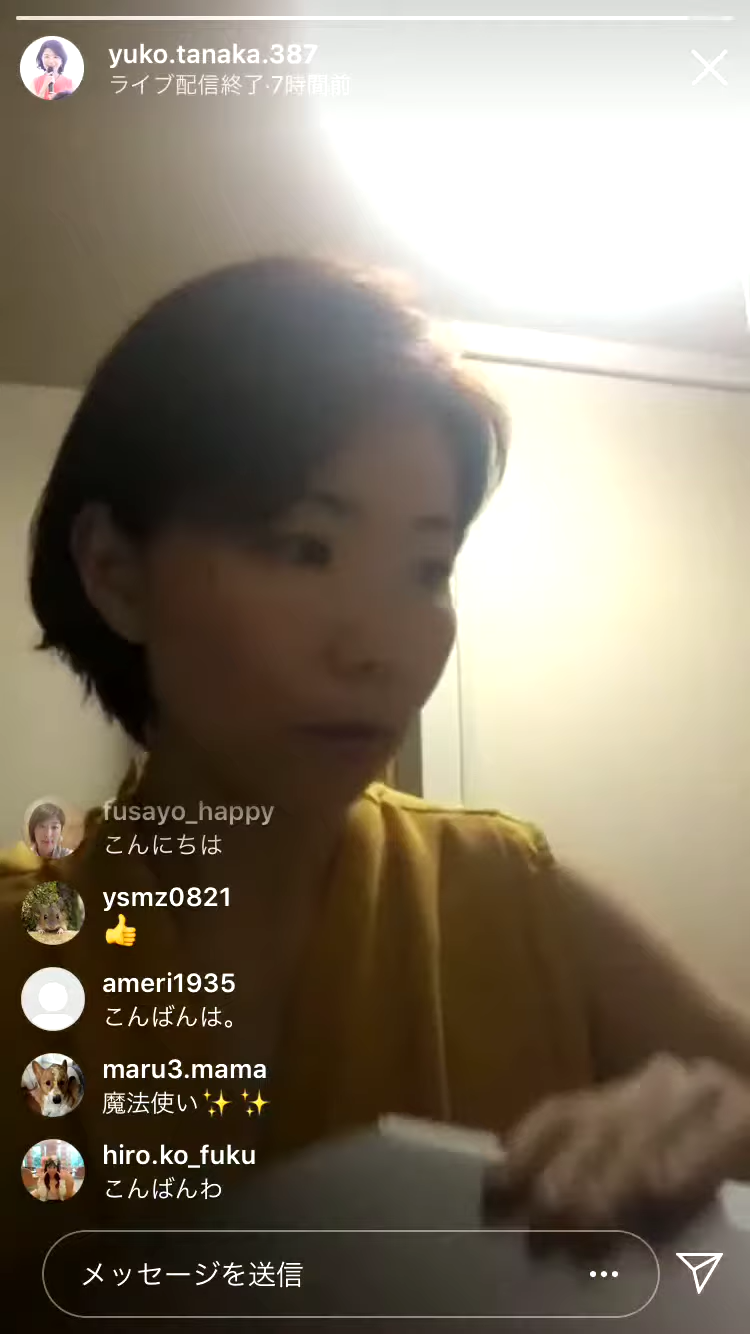 yuko.tanaka.387
ライブ配信終了·7時間前
fusayo_happy
こんにちは
ysmz0821
👍
ameri1935
こんばんは。
maru3.mama
魔法使い✨ ✨
hiro.ko_fuku
こんばんわ
メッセージを送信